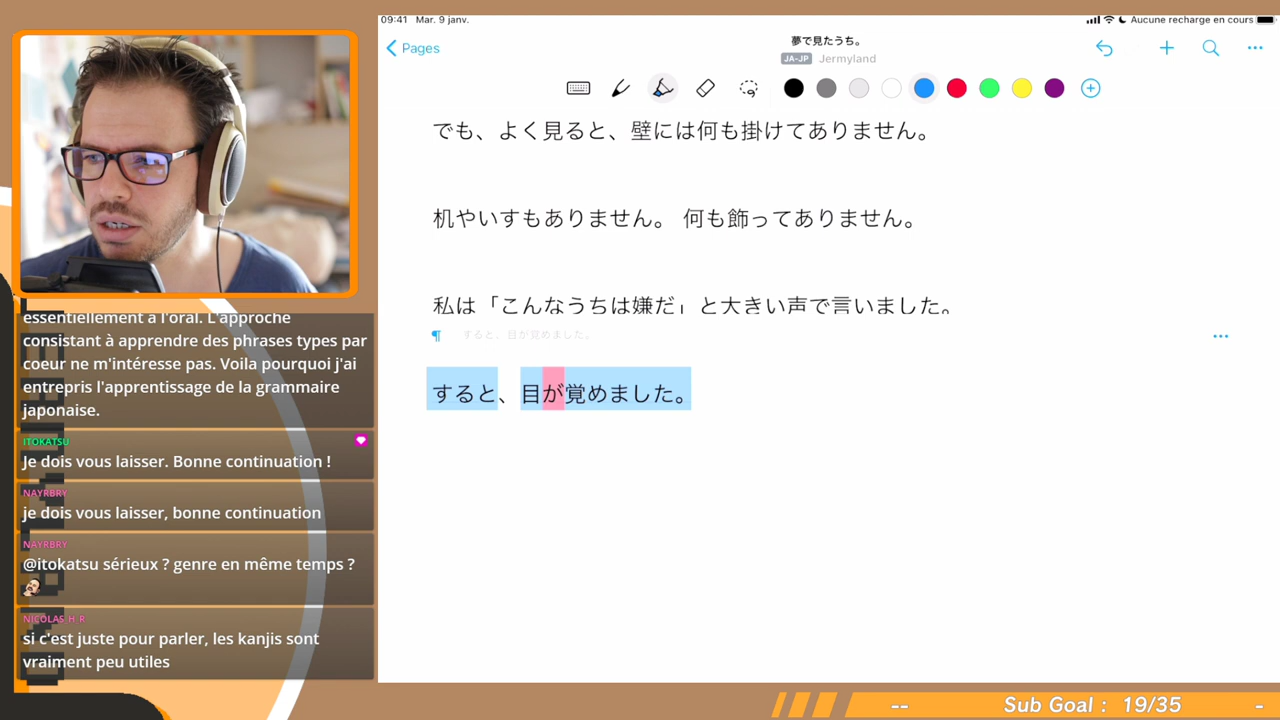 09:41 Mar. 9 janv.
Aucune recharge en cours
Pages
夢で見たうち。
JA-JP Jermyland
でも、よく見ると、壁には何も掛けてありません。
机やいすもありません。 何も飾ってありません。
私は「こんなうちは嫌だ」と大きい声で言いました。
すると、目が覚めました。
すると、目が覚めました。
essentiellement à l'oral. L'approche
consistant à apprendre des phrases types par
coeur ne m'intéresse pas. Voila pourquoi j'ai
entrepris l'apprentissage de la grammaire
japonaise.
ITOKATSU
Je dois vous laisser. Bonne continuation !
NAYRBRY
je dois vous laisser, bonne continuation
NAYRBRY
@itokatsu sérieux ? genre en même temps ?
NICOLAS_H_R
si c'est juste pour parler, les kanjis sont
vraiment peu utiles
-- Sub Goal : 19/35 -